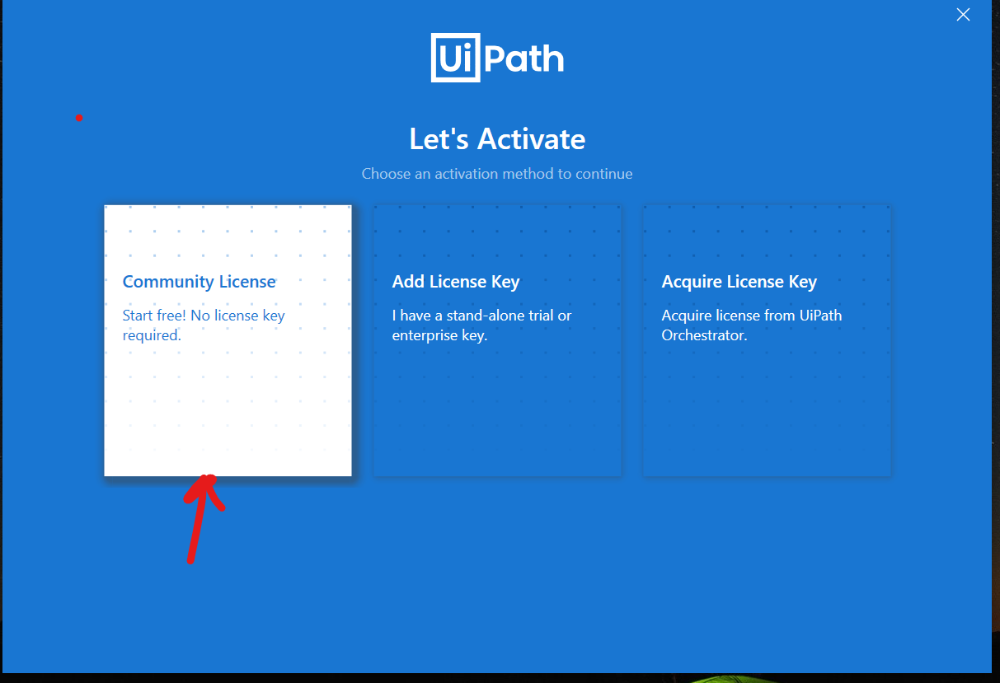 UiPath
Let's Activate
Choose an activation method to continue
Community License
Start free! No license key
required.
Add License Key
I have a stand-alone trial or
enterprise key.
Acquire License Key
Acquire license from UiPath
Orchestrator.